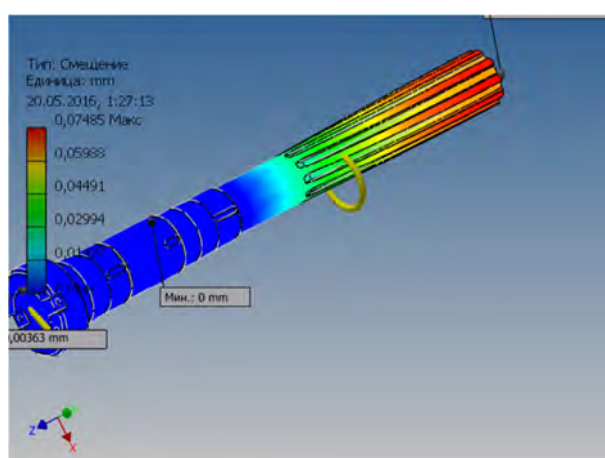 Тип: Смещение
Единица: mm
20.05.2016, 1:27:13
0,07485 Макс
0,05988
0,04491
0,02994
Мин.: 0 mm
0,00363 mm
Z
X